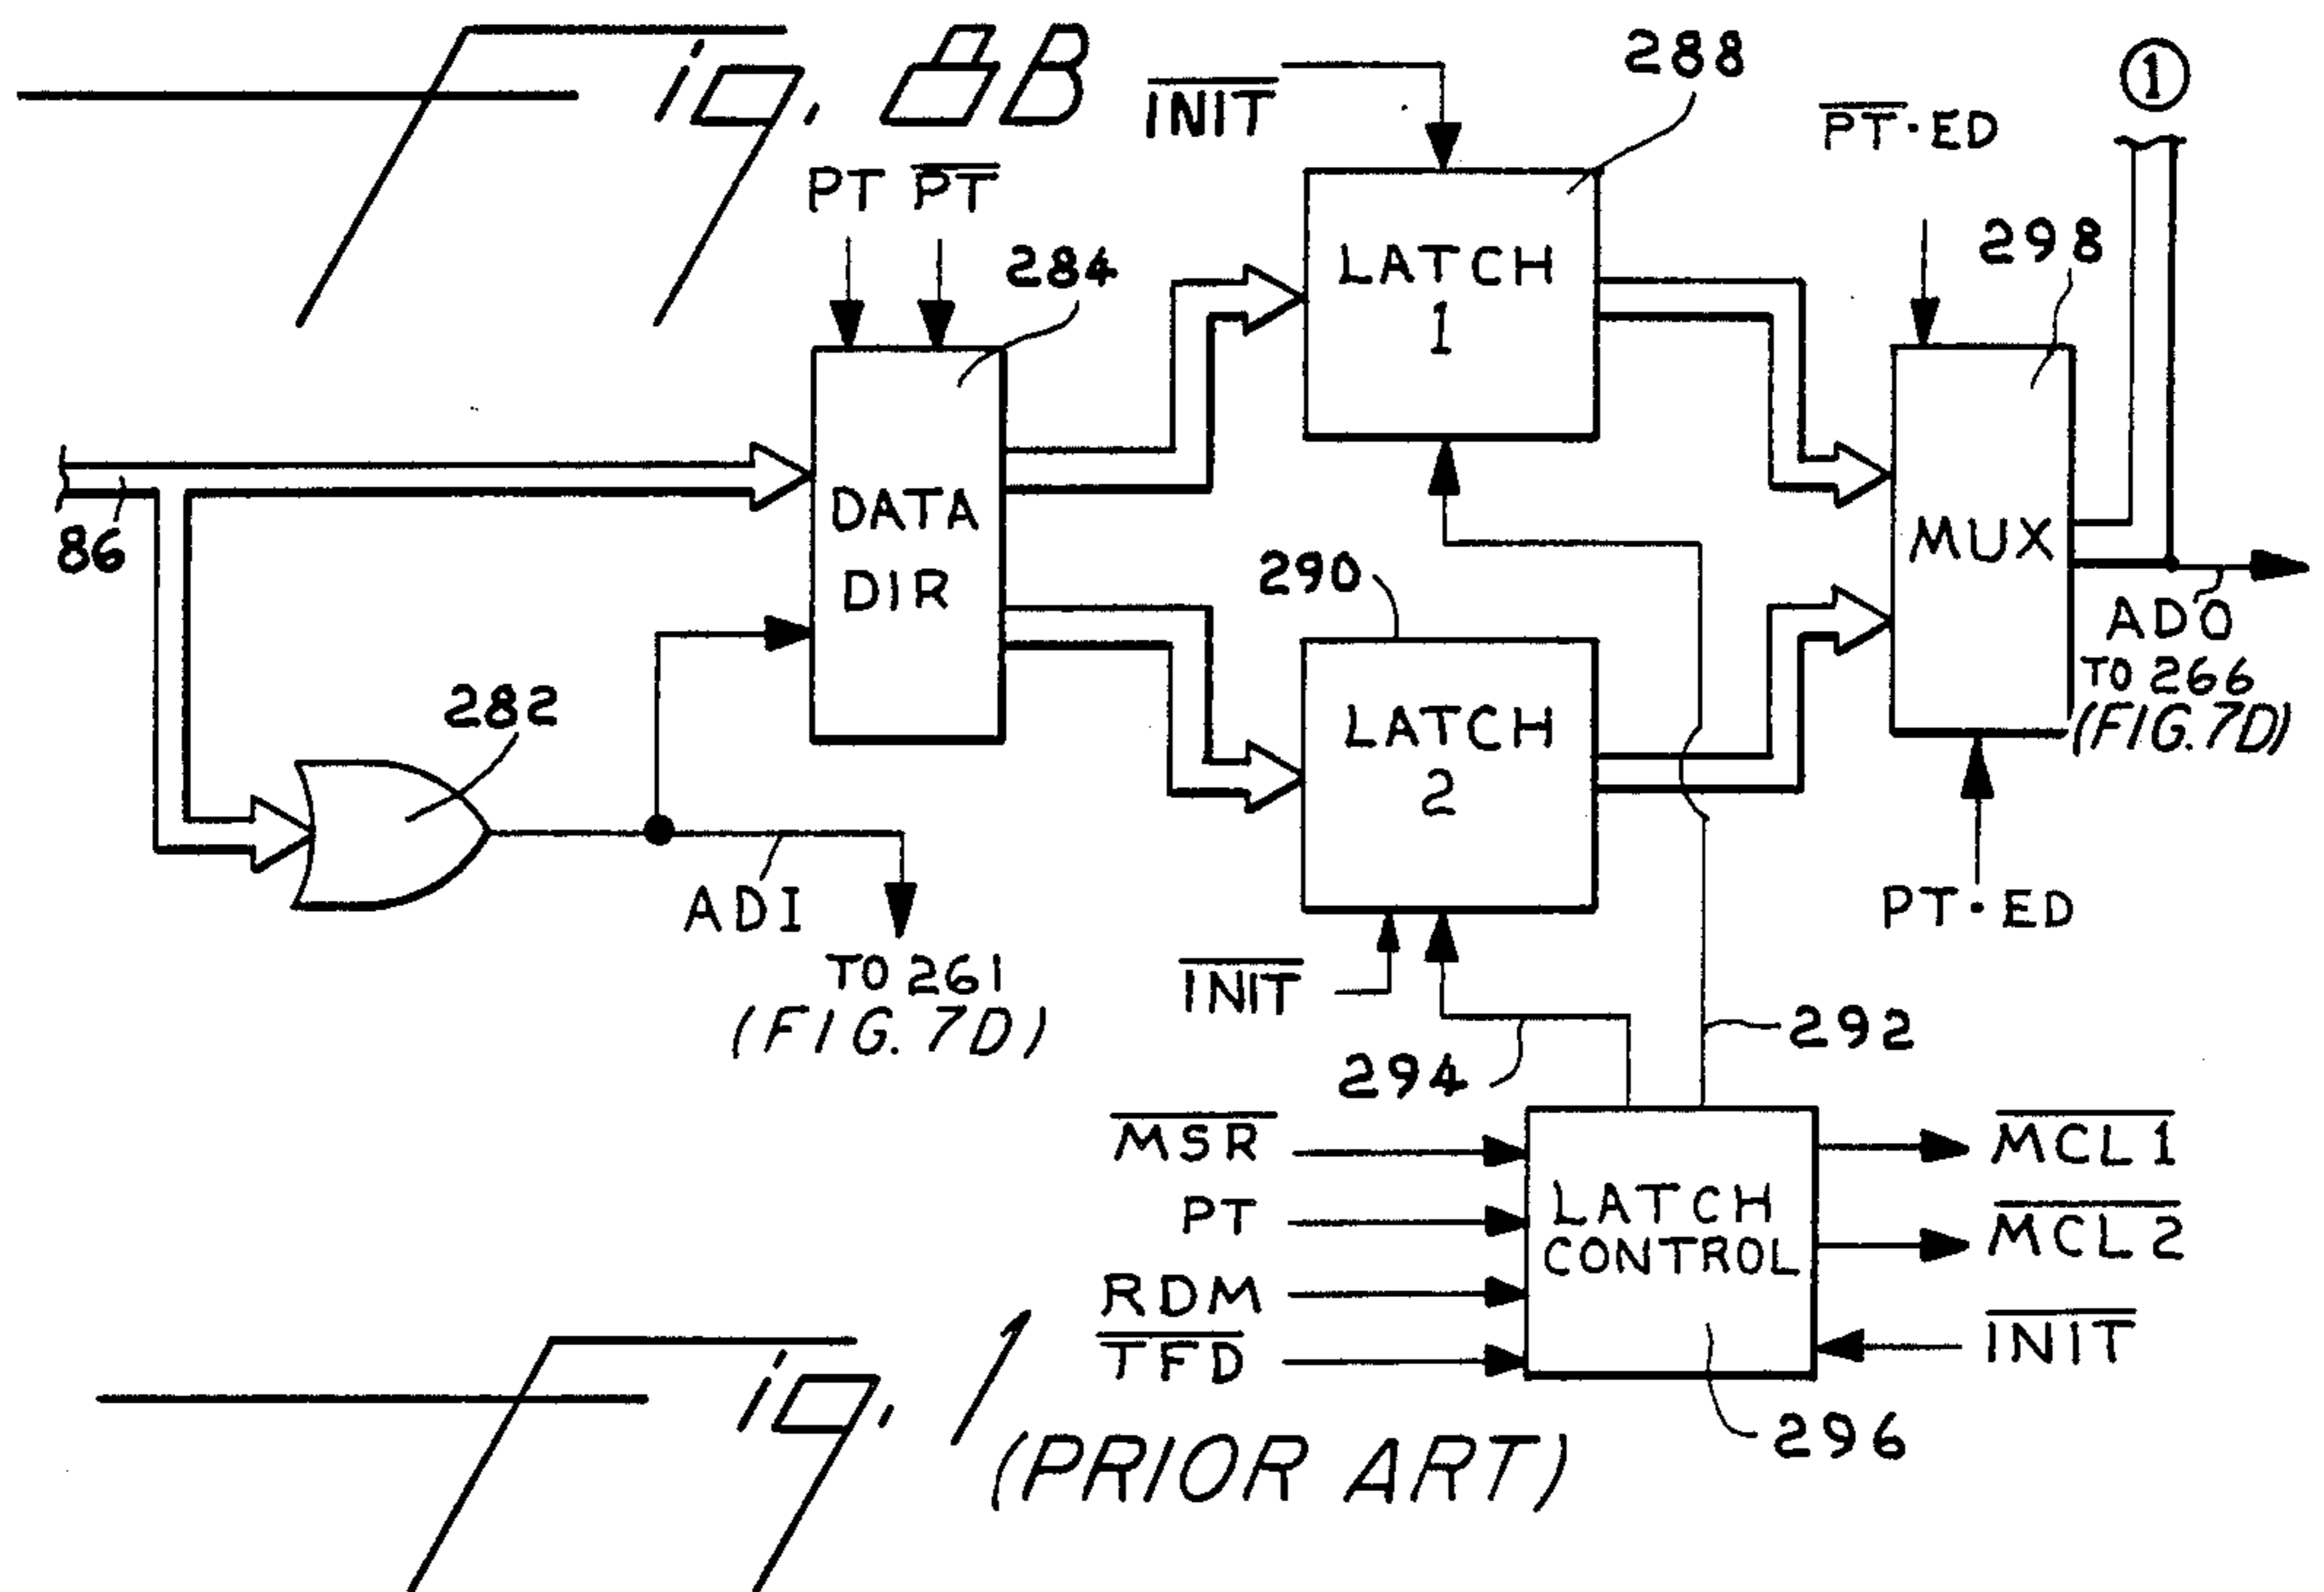 Fig. 8B
INIT
288
1
PT·ED
PT PT
284
298
LATCH
1
86
DATA
DIR
MUX
290
ADO
TO 266
(FIG. 7D)
282
LATCH
2
ADI
TO 261
(FIG. 7D)
PT·ED
INIT
294
292
MSR
PT
RDM
TFD
LATCH
CONTROL
MCL1
MCL2
INIT
296
Fig. 1
(PRIOR ART)